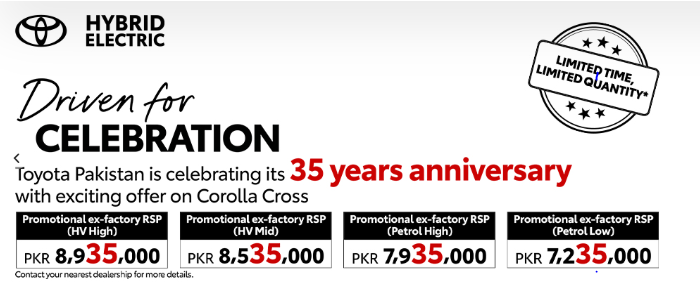 HYBRID
ELECTRIC
LIMITED TIME,
LIMITED QUANTITY*
Driven for
CELEBRATION
Toyota Pakistan is celebrating its 35 years anniversary
with exciting offer on Corolla Cross
Promotional ex-factory RSP
(HV High)
PKR 8,935,000
Promotional ex-factory RSP
(HV Mid)
PKR 8,535,000
Promotional ex-factory RSP
(Petrol High)
PKR 7,935,000
Promotional ex-factory RSP
(Petrol Low)
PKR 7,235,000
Contact your nearest dealership for more details.